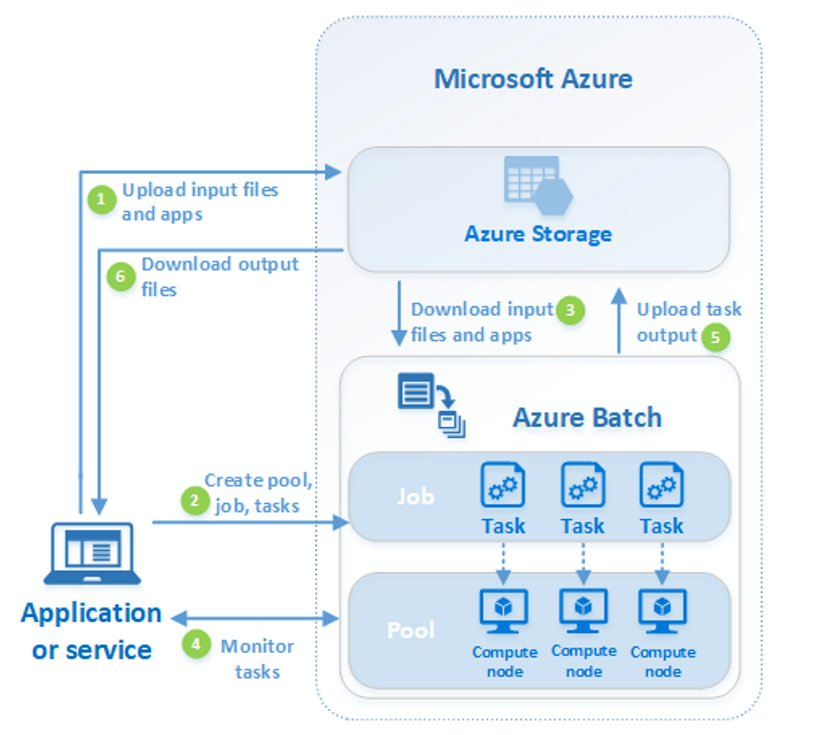 Microsoft Azure
Azure Storage
1
Upload input files
and apps
6
Download output
files
Download input
files and apps
3
Upload task
output
5
Azure Batch
2
Create pool,
job, tasks
Job
Task
Task
Task
Application
or service
4
Monitor
tasks
Pool
Compute
node
Compute
node
Compute
node